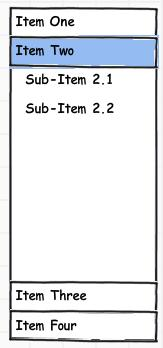 Item One
Item Two
Sub-Item 2.1
Sub-Item 2.2
Item Three
Item Four